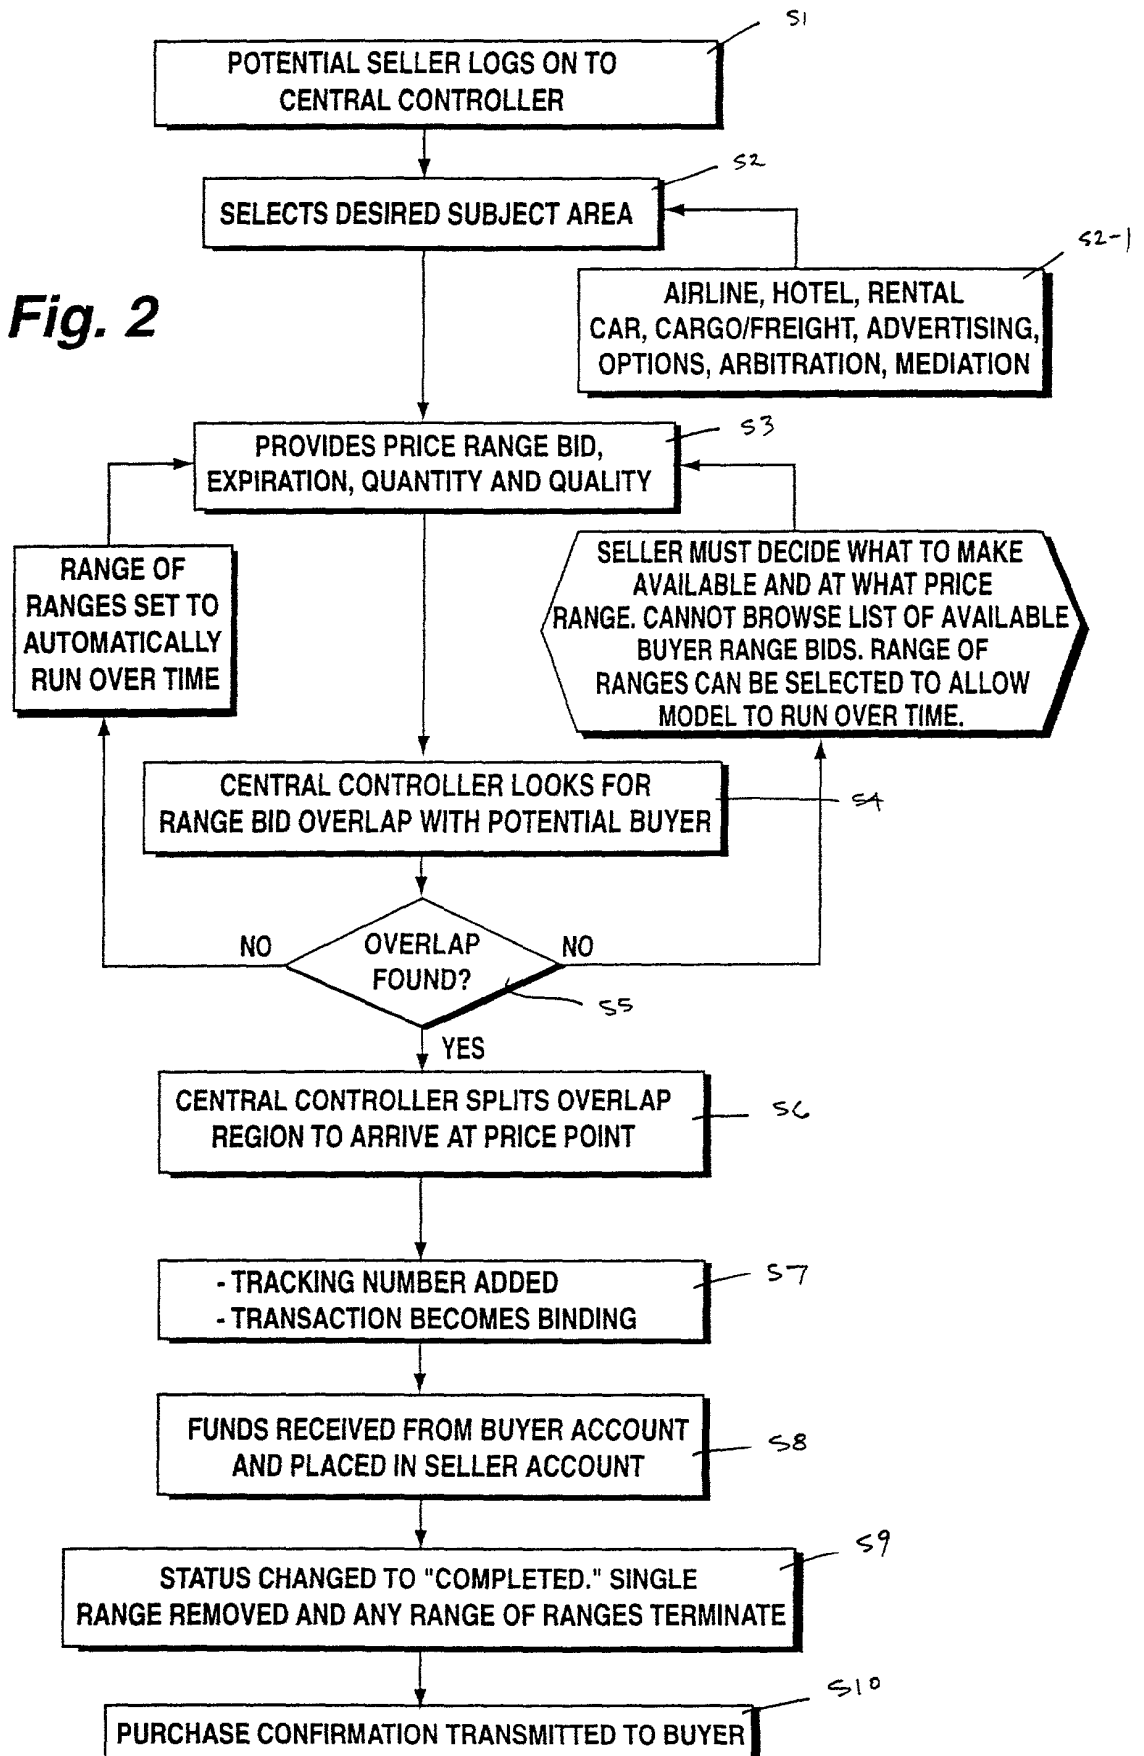 S1
POTENTIAL SELLER LOGS ON TO
CENTRAL CONTROLLER
S2
SELECTS DESIRED SUBJECT AREA
S2-1
AIRLINE, HOTEL, RENTAL
CAR, CARGO/FREIGHT, ADVERTISING,
OPTIONS, ARBITRATION, MEDIATION
Fig. 2
S3
PROVIDES PRICE RANGE BID,
EXPIRATION, QUANTITY AND QUALITY
RANGE OF
RANGES SET TO
AUTOMATICALLY
RUN OVER TIME
SELLER MUST DECIDE WHAT TO MAKE
AVAILABLE AND AT WHAT PRICE
RANGE. CANNOT BROWSE LIST OF AVAILABLE
BUYER RANGE BIDS. RANGE OF
RANGES CAN BE SELECTED TO ALLOW
MODEL TO RUN OVER TIME.
CENTRAL CONTROLLER LOOKS FOR
RANGE BID OVERLAP WITH POTENTIAL BUYER
S4
NO
OVERLAP
FOUND?
NO
S5
YES
CENTRAL CONTROLLER SPLITS OVERLAP
REGION TO ARRIVE AT PRICE POINT
S6
- TRACKING NUMBER ADDED
- TRANSACTION BECOMES BINDING
S7
FUNDS RECEIVED FROM BUYER ACCOUNT
AND PLACED IN SELLER ACCOUNT
S8
S9
STATUS CHANGED TO "COMPLETED." SINGLE
RANGE REMOVED AND ANY RANGE OF RANGES TERMINATE
S10
PURCHASE CONFIRMATION TRANSMITTED TO BUYER